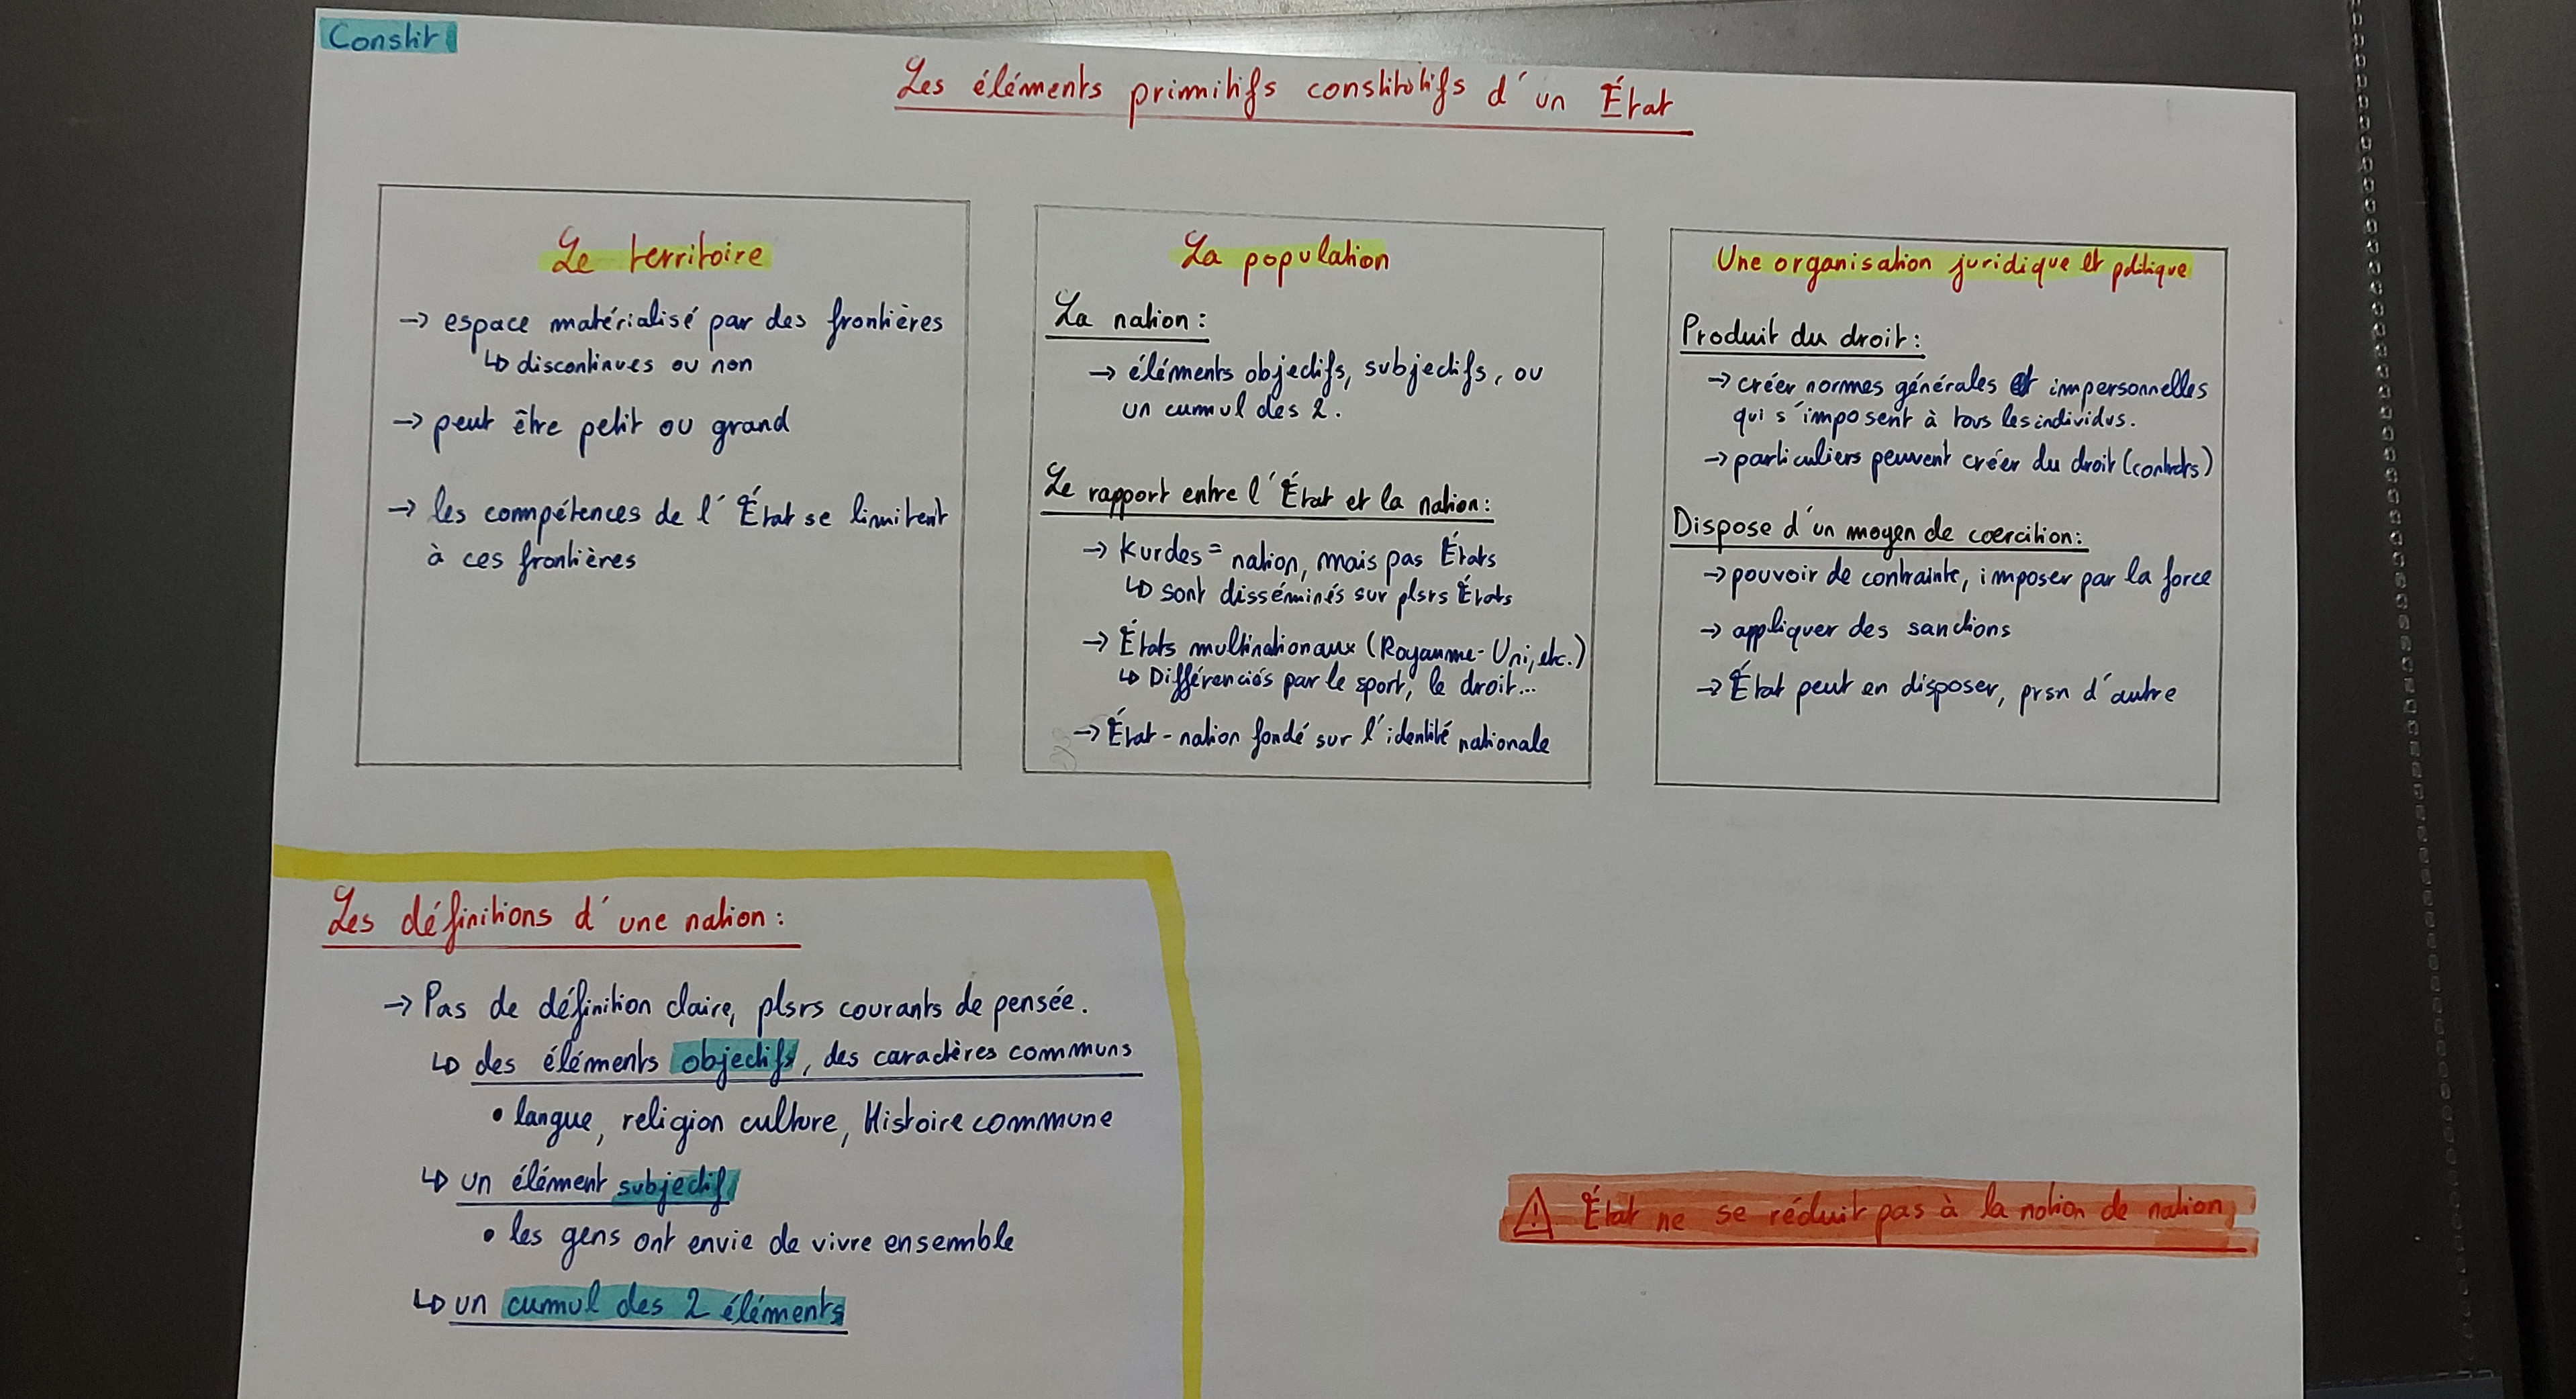 Constit
Les éléments primitifs constitutifs d'un État
Le territoire
→ espace matérialisé par des frontières
↳ discontinues ou non
→ peut être petit ou grand
→ les compétences de l'État se limitent
à ces frontières
La population
La nation :
→ éléments objectifs, subjectifs, ou
un cumul des 2.
Le rapport entre l'État et la nation :
→ Kurdes = nation, mais pas États
↳ sont disséminés sur plsrs États
→ États multinationaux (Royaume-Uni, etc.)
↳ Différenciés par le sport, le droit...
→ État-nation fondé sur l'identité nationale
Une organisation juridique et politique
Produit du droit :
→ créer normes générales et impersonnelles
qui s'imposent à tous les individus.
→ particuliers peuvent créer du droit (contrats)
Dispose d'un moyen de coercition :
→ pouvoir de contrainte, imposer par la force
→ appliquer des sanctions
→ État peut en disposer, prsn d'autre
Les définitions d'une nation :
→ Pas de définition claire, plsrs courants de pensée.
↳ des éléments objectifs, des caractères communs
• langue, religion culture, Histoire commune
↳ un élément subjectif
• les gens ont envie de vivre ensemble
↳ un cumul des 2 éléments
⚠ État ne se réduit pas à la notion de nation